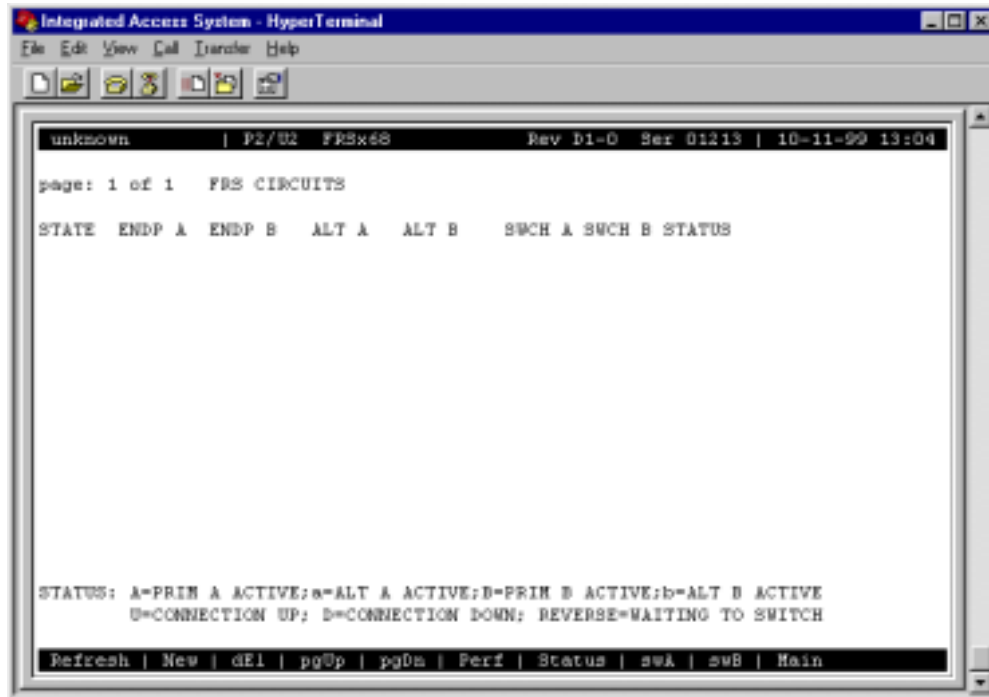 Integrated Access System - HyperTerminal
File Edit View Call Transfer Help
unknown | P2/U2 FRSx68 Rev D1-0 Ser 01213 | 10-11-99 13:04
page: 1 of 1 FRS CIRCUITS
STATE ENDP A ENDP B ALT A ALT B SWCH A SWCH B STATUS
STATUS: A=PRIM A ACTIVE;a=ALT A ACTIVE;B=PRIM B ACTIVE;b=ALT B ACTIVE
U=CONNECTION UP; D=CONNECTION DOWN; REVERSE=WAITING TO SWITCH
Refresh | New | dEl | pgUp | pgDn | Perf | Status | swA | swB | Main